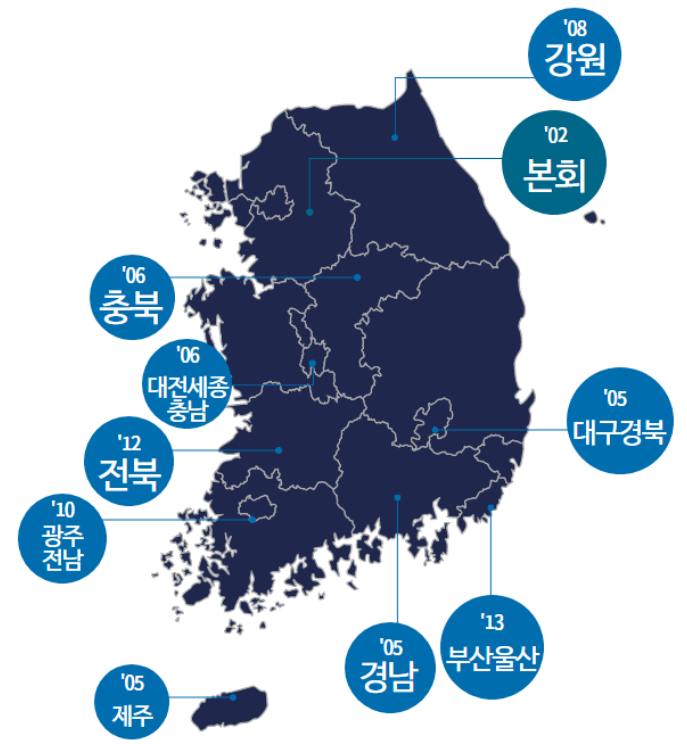 '08
강원
'02
본회
'06
충북
'06
대전세종
충남
'05
대구경북
'12
전북
'10
광주
전남
'13
부산울산
'05
경남
'05
제주